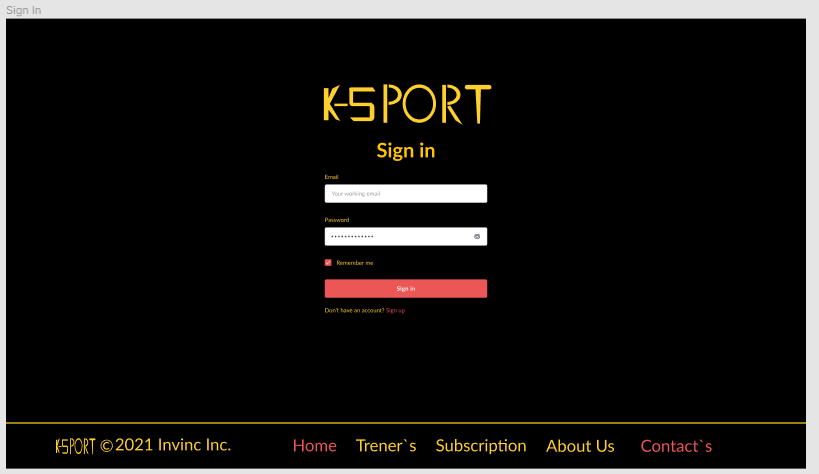 Sign In
K-SPORT
Sign in
Email
Your working email
Password
Remember me
Sign in
Don't have an account? Sign up
K-SPORT ©2021 Invinc Inc. Home Trener`s Subscription About Us Contact`s